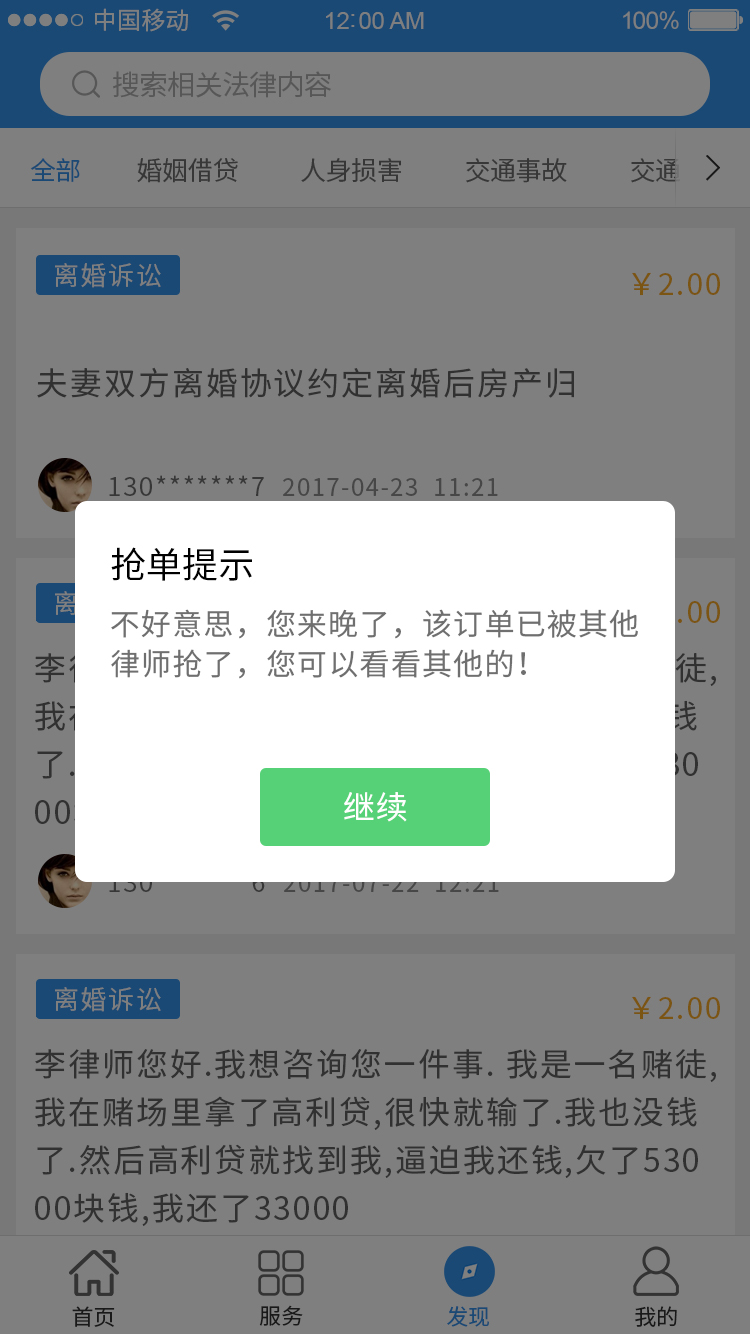 中国移动 12:00 AM 100%
搜索相关法律内容
全部 婚姻借贷 人身损害 交通事故 交通
离婚诉讼 ￥2.00
夫妻双方离婚协议约定离婚后房产归
130*******7 2017-04-23 11:21
离 .00
抢单提示
不好意思，您来晚了，该订单已被其他
律师抢了，您可以看看其他的！
李 徒,
我 钱
了. 30
00
继续
130 6 2017-07-22 12:21
离婚诉讼 ￥2.00
李律师您好.我想咨询您一件事. 我是一名赌徒,
我在赌场里拿了高利贷,很快就输了.我也没钱
了.然后高利贷就找到我,逼迫我还钱,欠了530
00块钱,我还了33000
首页 服务 发现 我的